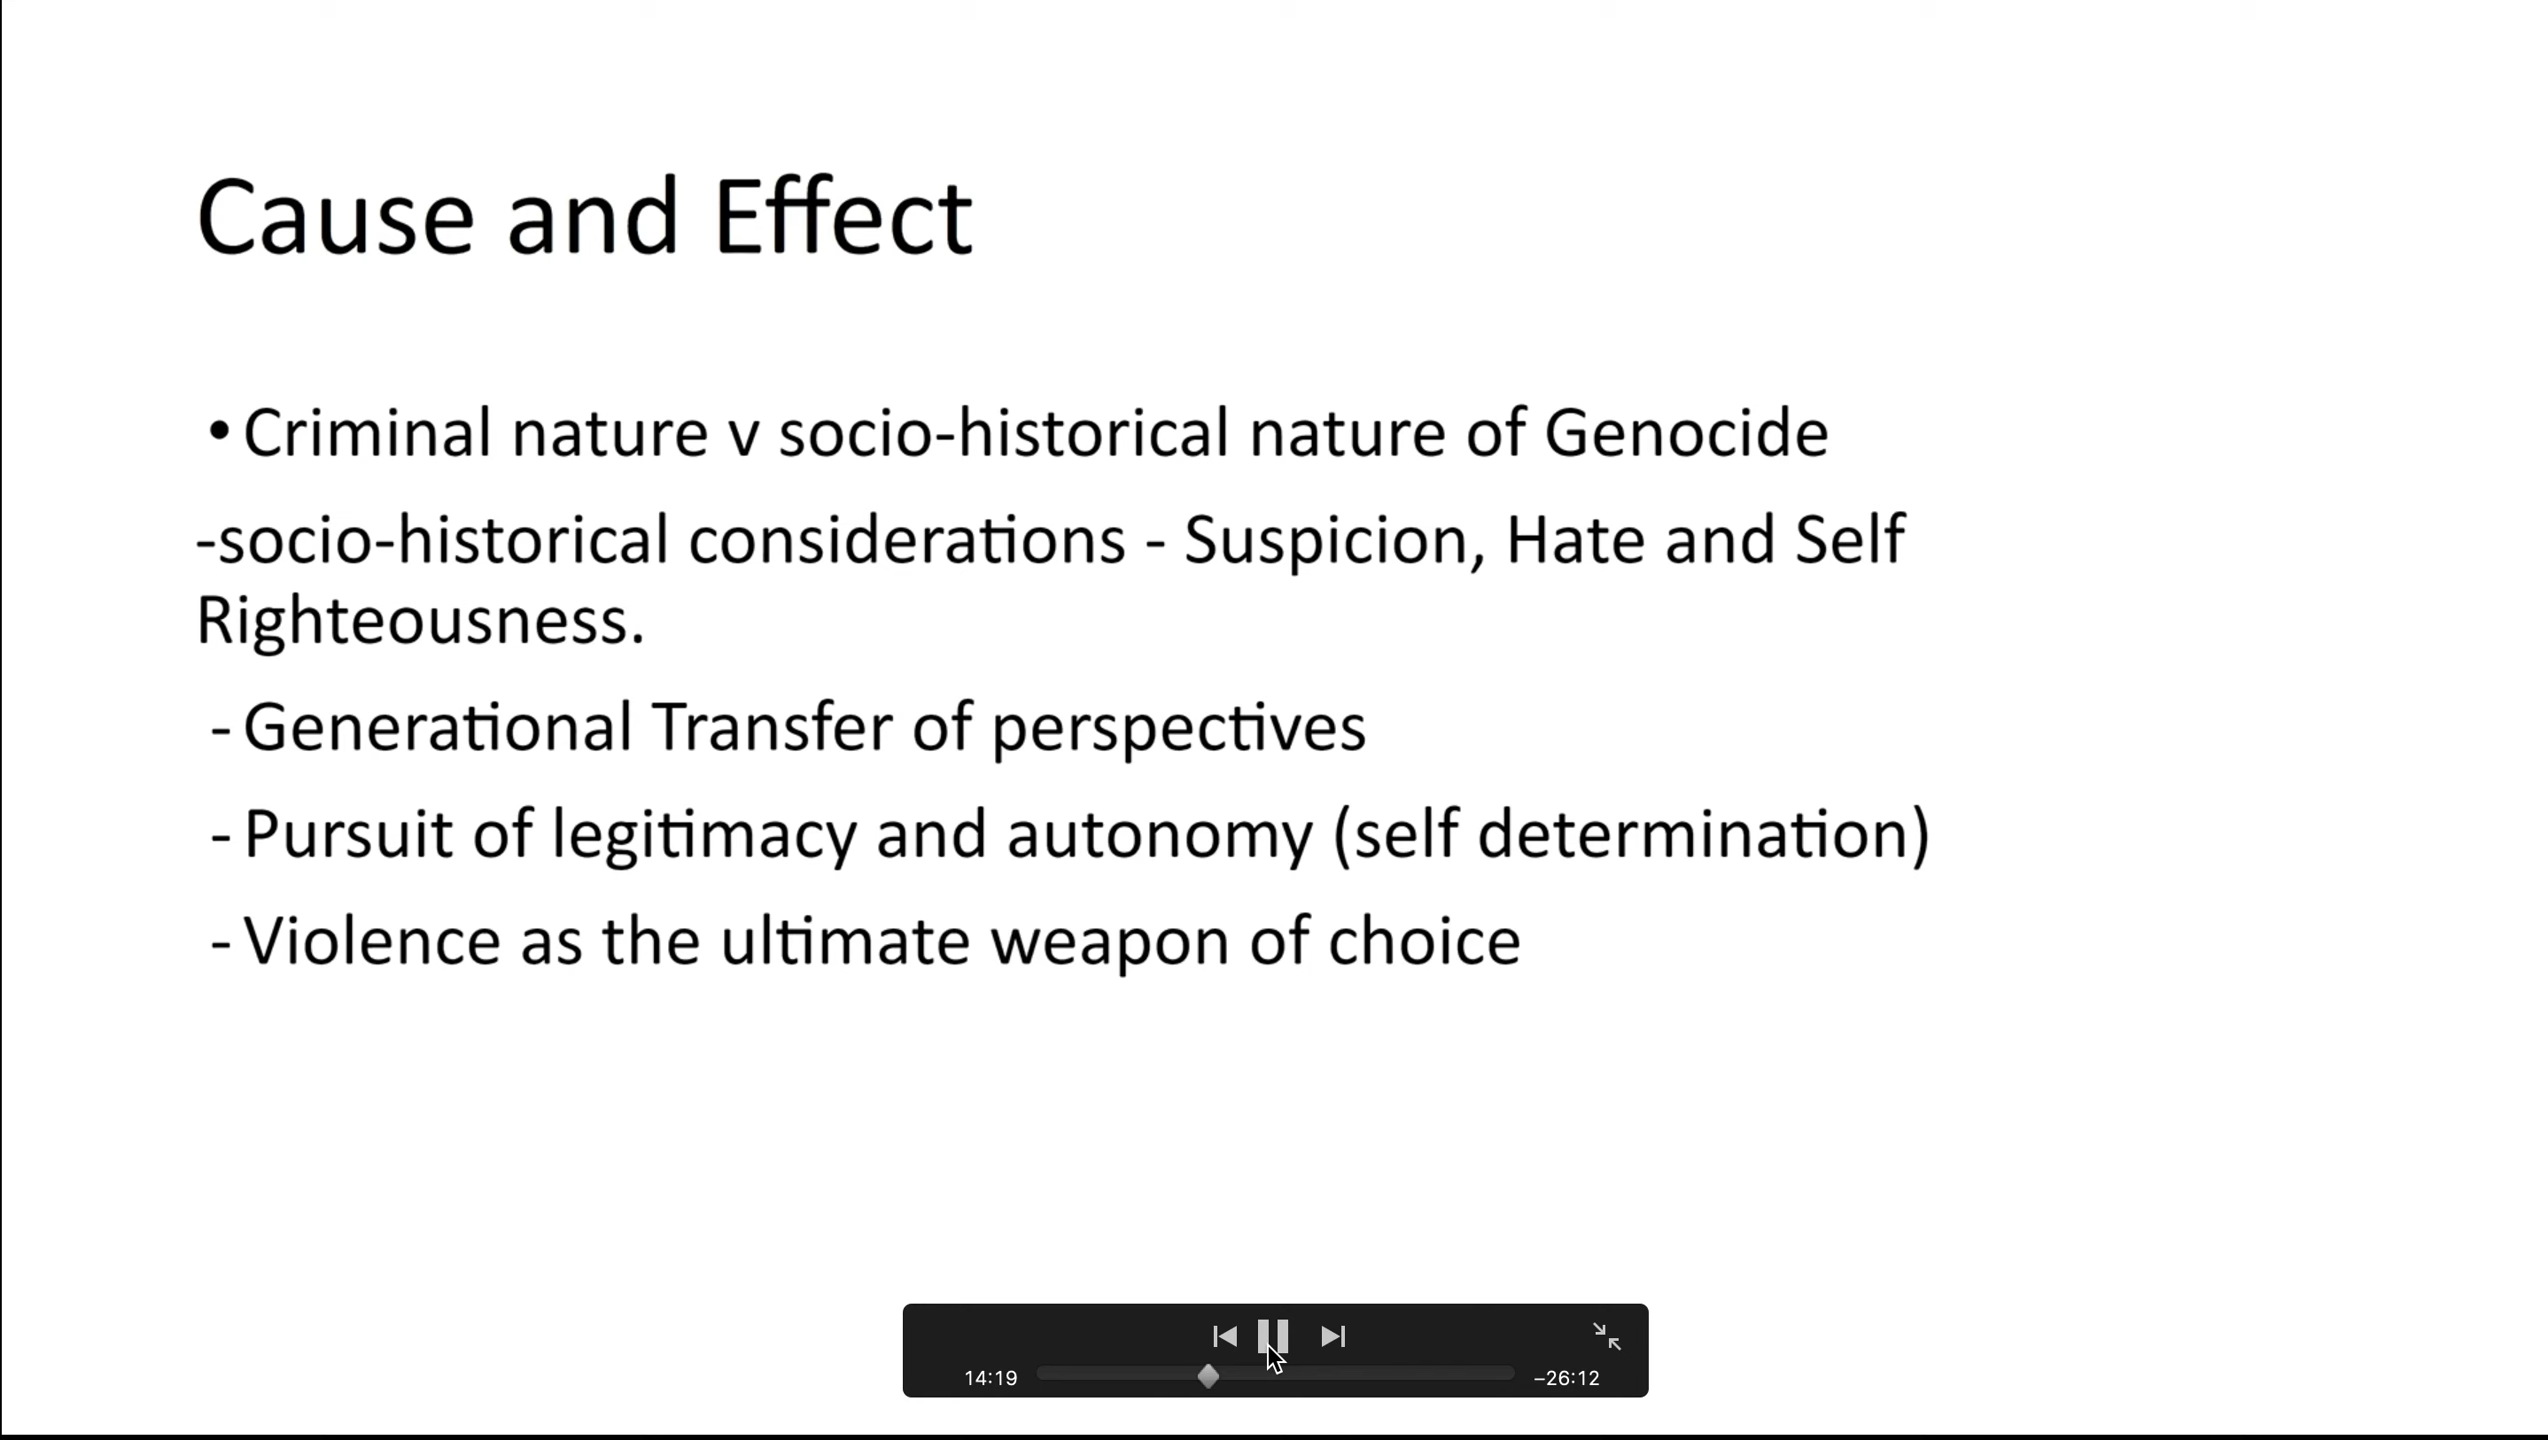 Cause and Effect
• Criminal nature v socio-historical nature of Genocide
-socio-historical considerations - Suspicion, Hate and Self
Righteousness.
- Generational Transfer of perspectives
- Pursuit of legitimacy and autonomy (self determination)
- Violence as the ultimate weapon of choice
14:19
−26:12